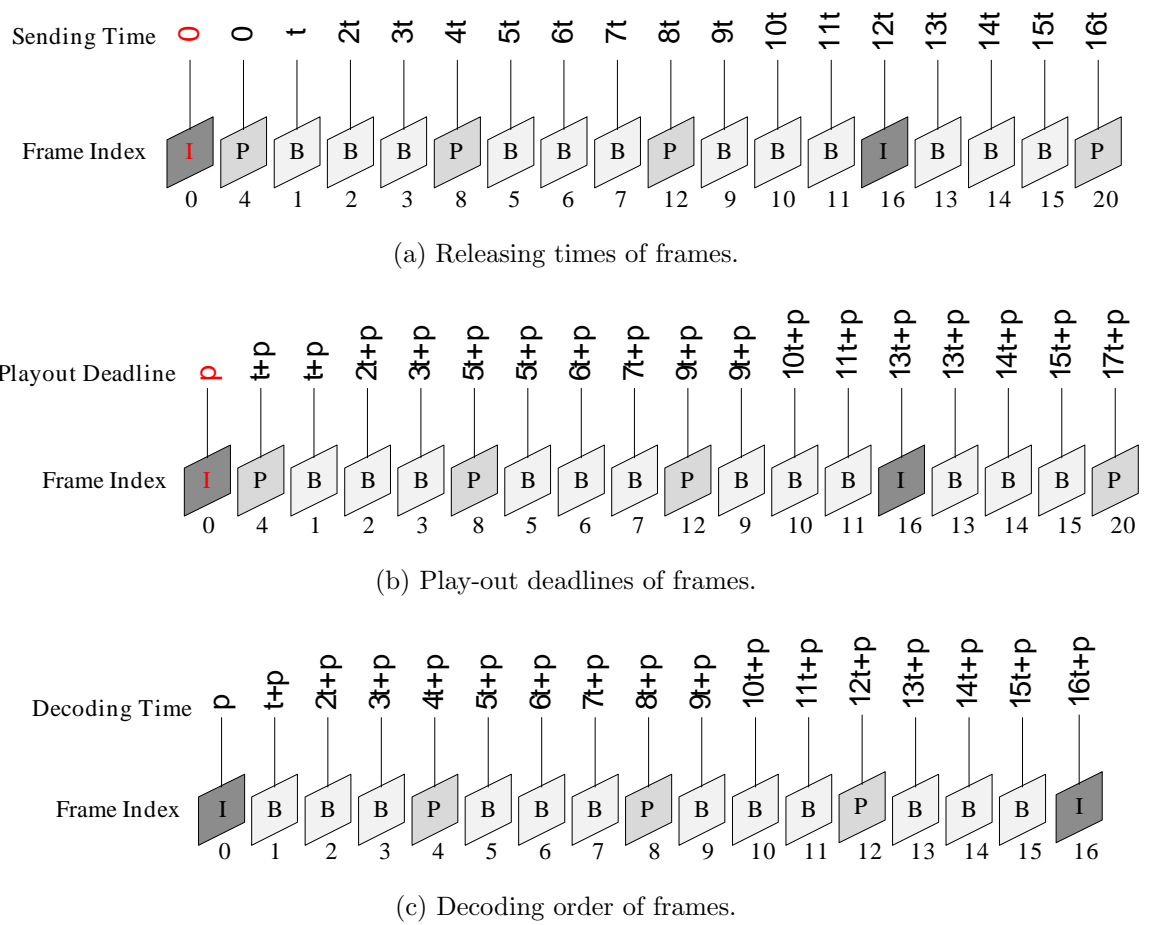 Sending Time 0 0 t 2t 3t 4t 5t 6t 7t 8t 9t 10t 11t 12t 13t 14t 15t 16t
Frame Index I P B B B P B B B P B B B I B B B P
0 4 1 2 3 8 5 6 7 12 9 10 11 16 13 14 15 20
(a) Releasing times of frames.
Playout Deadline p t+p t+p 2t+p 3t+p 5t+p 5t+p 6t+p 7t+p 9t+p 9t+p 10t+p 11t+p 13t+p 13t+p 14t+p 15t+p 17t+p
Frame Index I P B B B P B B B P B B B I B B B P
0 4 1 2 3 8 5 6 7 12 9 10 11 16 13 14 15 20
(b) Play-out deadlines of frames.
Decoding Time p t+p 2t+p 3t+p 4t+p 5t+p 6t+p 7t+p 8t+p 9t+p 10t+p 11t+p 12t+p 13t+p 14t+p 15t+p 16t+p
Frame Index I B B B P B B B P B B B P B B B I
0 1 2 3 4 5 6 7 8 9 10 11 12 13 14 15 16
(c) Decoding order of frames.